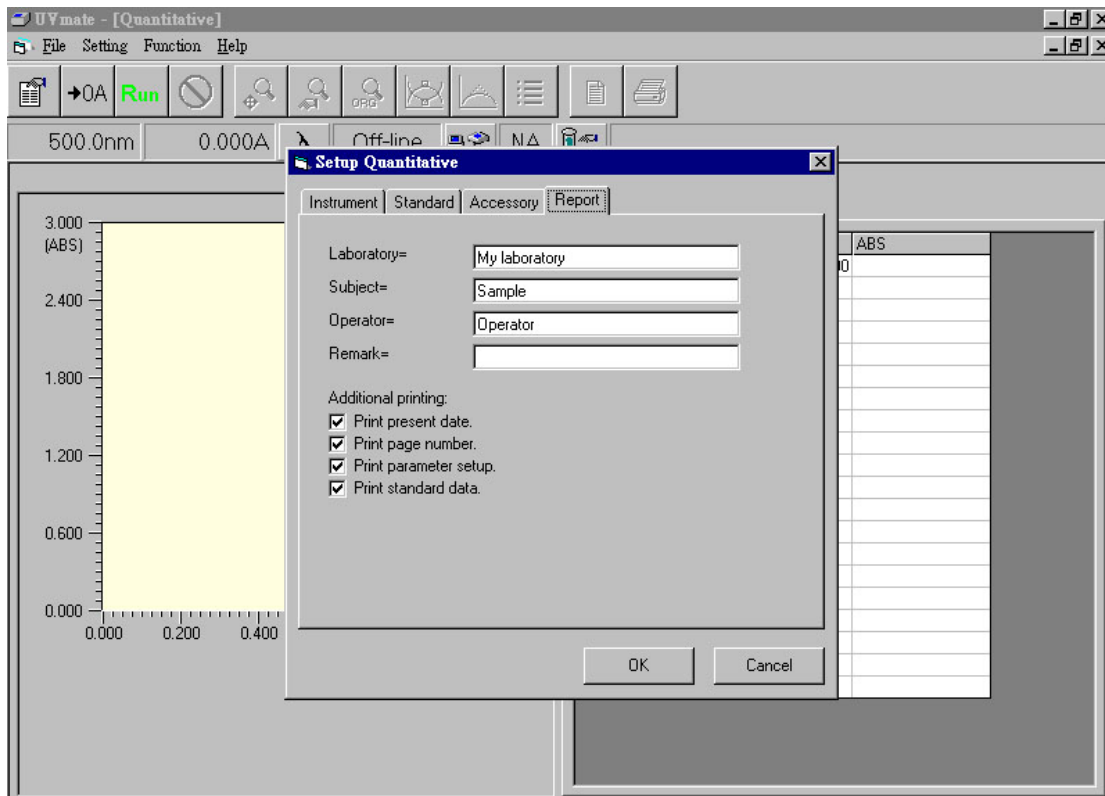 UVmate - [Quantitative]
File Setting Function Help
→0A Run ORG
500.0nm 0.000A λ Off-line NA
Setup Quantitative
Instrument Standard Accessory Report
Laboratory= My laboratory
Subject= Sample
Operator= Operator
Remark=
Additional printing:
Print present date.
Print page number.
Print parameter setup.
Print standard data.
OK Cancel
3.000
(ABS)
2.400
1.800
1.200
0.600
0.000
0.000 0.200 0.400
ABS